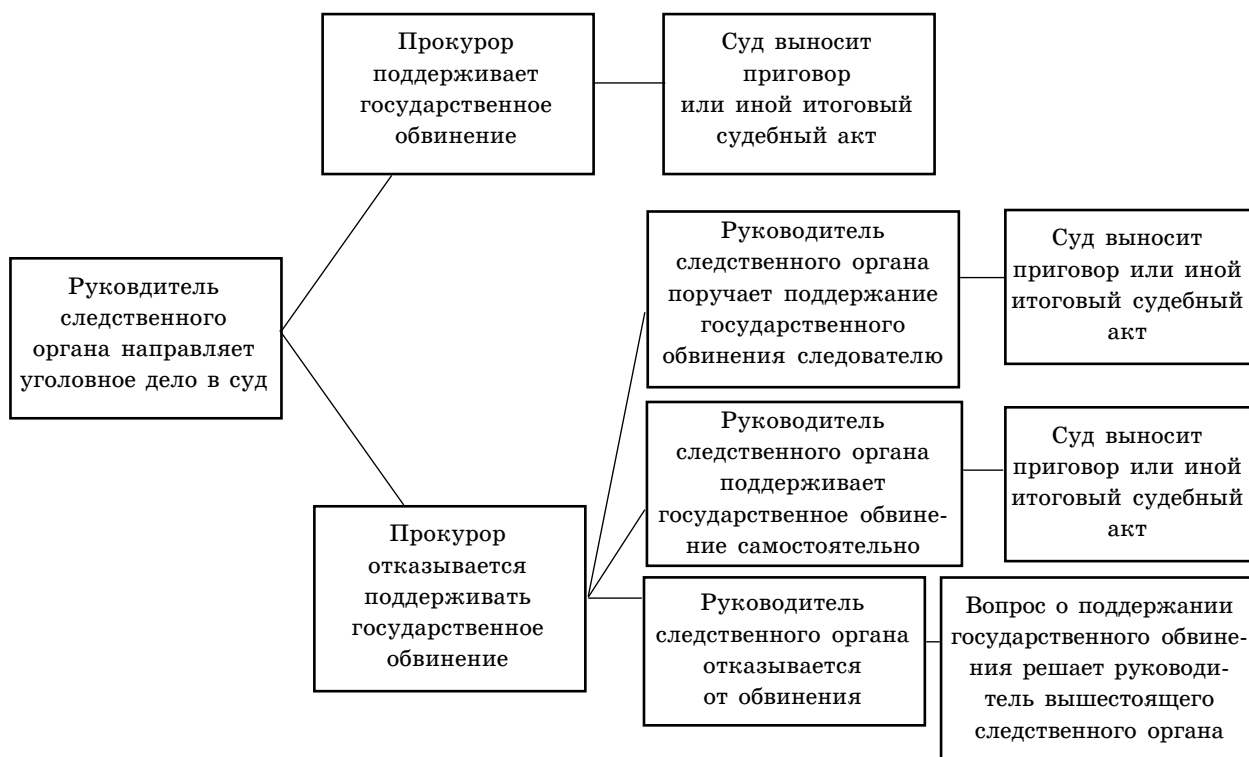 Прокурор
поддерживает
государственное
обвинение
Суд выносит
приговор
или иной итоговый
судебный акт
Руковдитель
следственного
органа направляет
уголовное дело в суд
Руководитель
следственного органа
поручает поддержание
государственного
обвинения следователю
Суд выносит
приговор или иной
итоговый судебный
акт
Руководитель
следственного органа
поддерживает
государственное обвине-
ние самостоятельно
Суд выносит
приговор или иной
итоговый судебный
акт
Прокурор
отказывается
поддерживать
государственное
обвинение
Руководитель
следственного органа
отказывается
от обвинения
Вопрос о поддержании
государственного обвине-
ния решает руководи-
тель вышестоящего
следственного органа